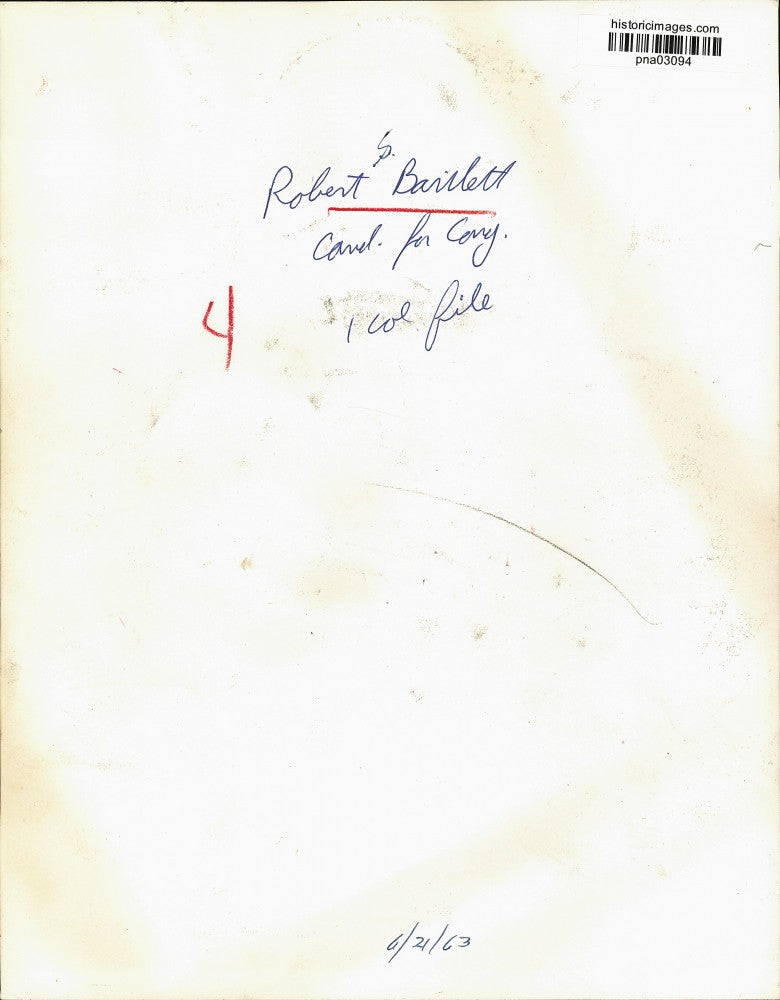 historicimages.com
pna03094
S.
Robert Bartlett
Cand. for Cong.
4
1 col file
6/21/63